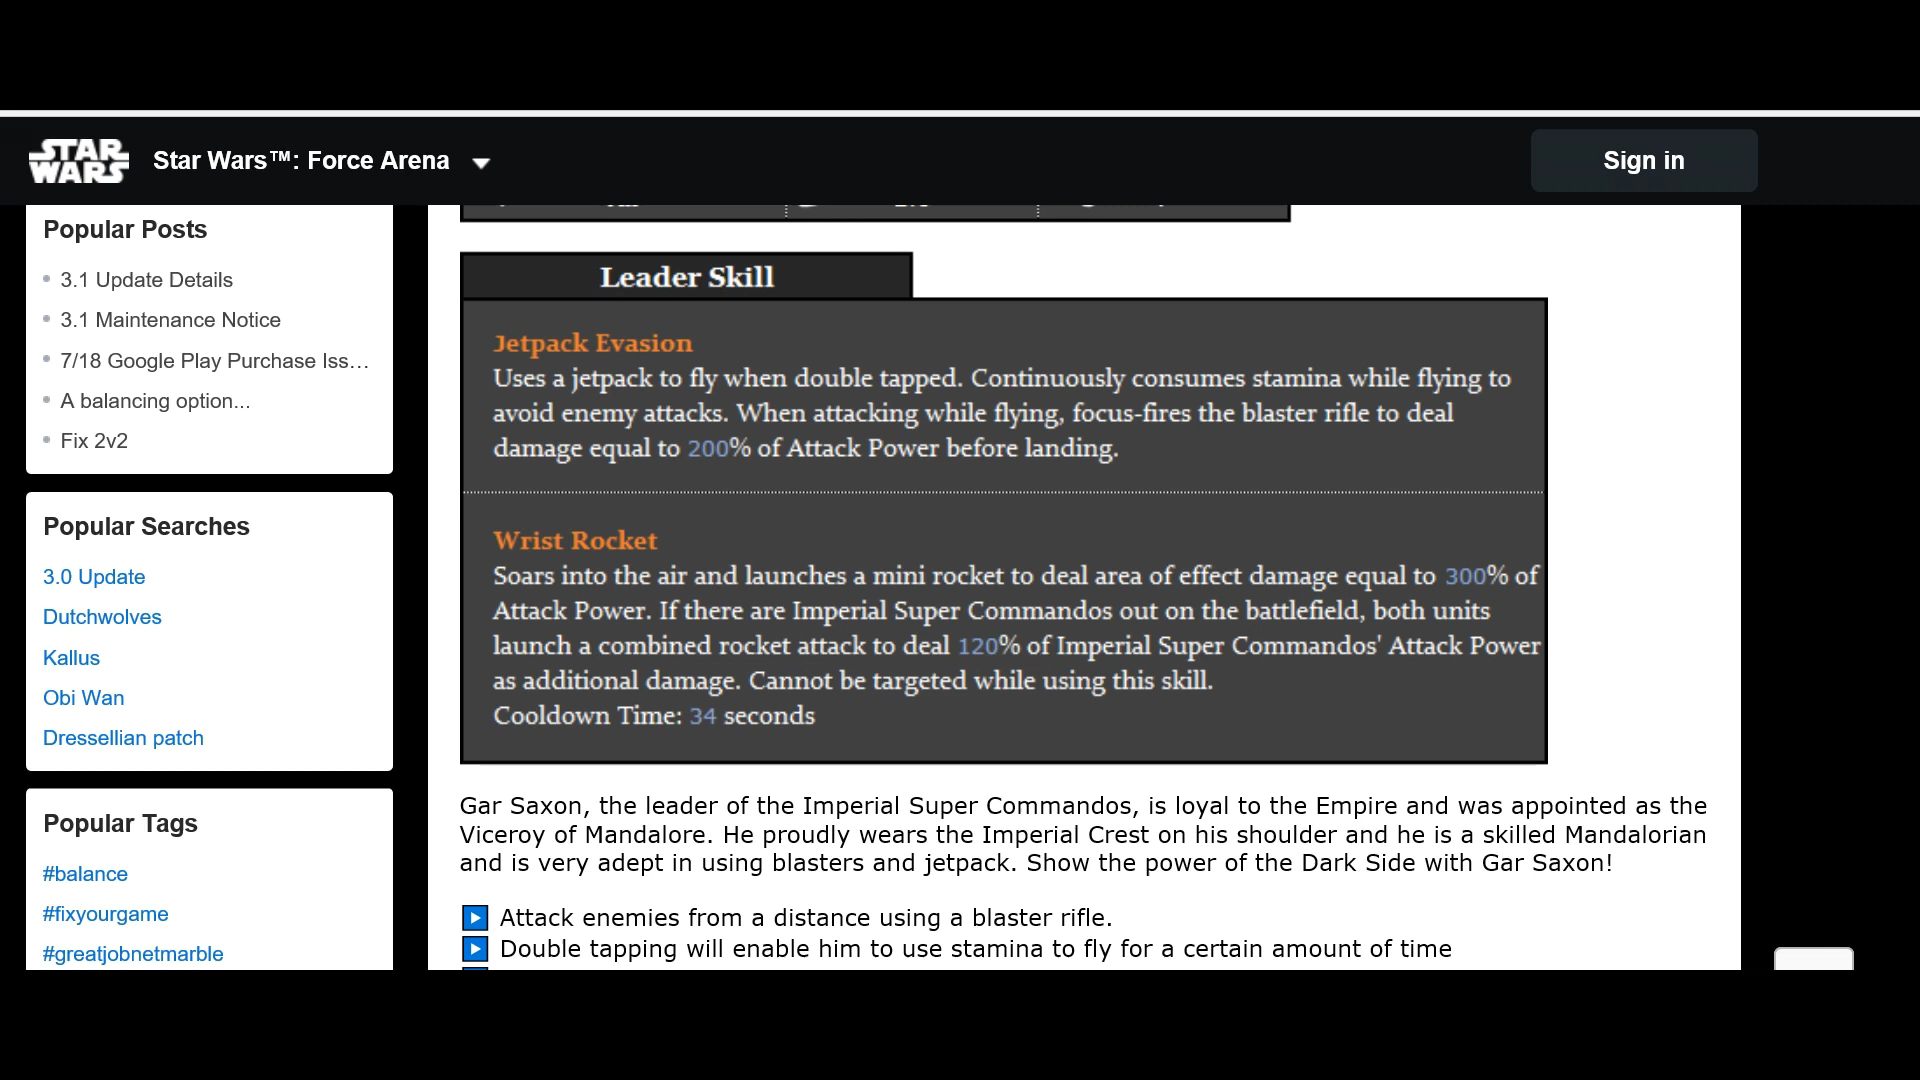 STAR WARS
Star Wars™: Force Arena
Sign in
Popular Posts
3.1 Update Details
3.1 Maintenance Notice
7/18 Google Play Purchase Iss...
A balancing option...
Fix 2v2
Popular Searches
3.0 Update
Dutchwolves
Kallus
Obi Wan
Dressellian patch
Popular Tags
#balance
#fixyourgame
#greatjobnetmarble
Leader Skill
Jetpack Evasion
Uses a jetpack to fly when double tapped. Continuously consumes stamina while flying to
avoid enemy attacks. When attacking while flying, focus-fires the blaster rifle to deal
damage equal to 200% of Attack Power before landing.
Wrist Rocket
Soars into the air and launches a mini rocket to deal area of effect damage equal to 300% of
Attack Power. If there are Imperial Super Commandos out on the battlefield, both units
launch a combined rocket attack to deal 120% of Imperial Super Commandos' Attack Power
as additional damage. Cannot be targeted while using this skill.
Cooldown Time: 34 seconds
Gar Saxon, the leader of the Imperial Super Commandos, is loyal to the Empire and was appointed as the
Viceroy of Mandalore. He proudly wears the Imperial Crest on his shoulder and he is a skilled Mandalorian
and is very adept in using blasters and jetpack. Show the power of the Dark Side with Gar Saxon!
Attack enemies from a distance using a blaster rifle.
Double tapping will enable him to use stamina to fly for a certain amount of time